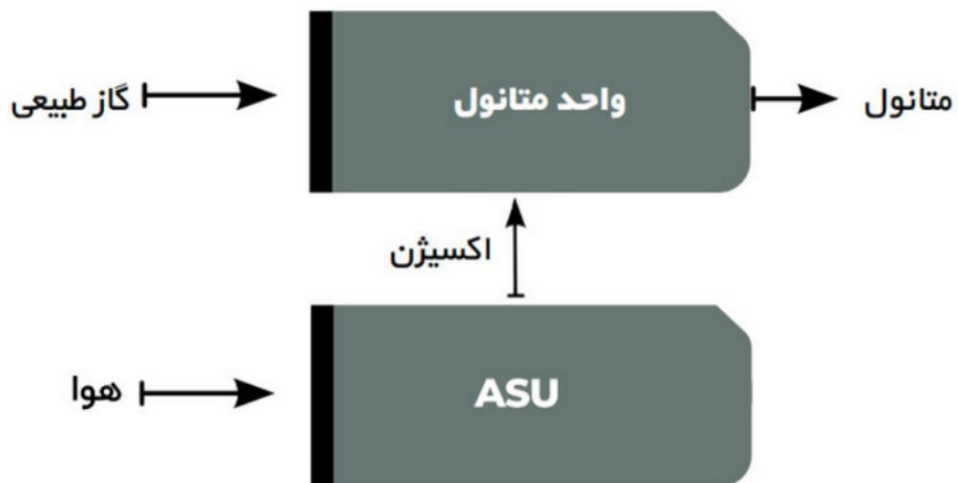 گاز طبیعی
واحد متانول
متانول
اکسیژن
هوا
ASU